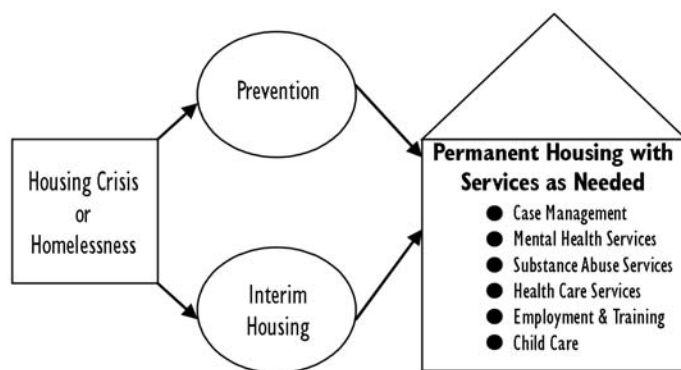 Housing Crisis
or
Homelessness
Prevention
Interim
Housing
Permanent Housing with
Services as Needed
● Case Management
● Mental Health Services
● Substance Abuse Services
● Health Care Services
● Employment & Training
● Child Care